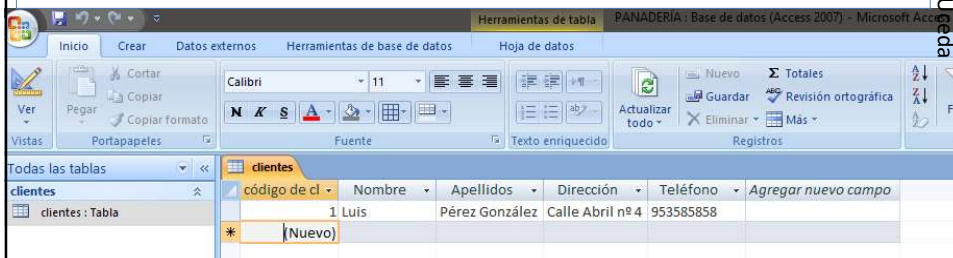 Herramientas de tabla PANADERÍA : Base de datos (Access 2007) - Microsoft Acces
Uceda
Inicio Crear Datos externos Herramientas de base de datos Hoja de datos
Ver
Vistas
Pegar
Cortar
Copiar
Copiar formato
Portapapeles
Calibri 11
N K S A
Fuente
ab
Texto enriquecido
Actualizar todo
Nuevo
Guardar
Eliminar
Σ Totales
ABC Revisión ortográfica
Más
Registros
A Z
Z A
F
Todas las tablas «
clientes
clientes : Tabla
clientes
código de cl Nombre Apellidos Dirección Teléfono Agregar nuevo campo
1 Luis Pérez González Calle Abril nº 4 953585858
* (Nuevo)